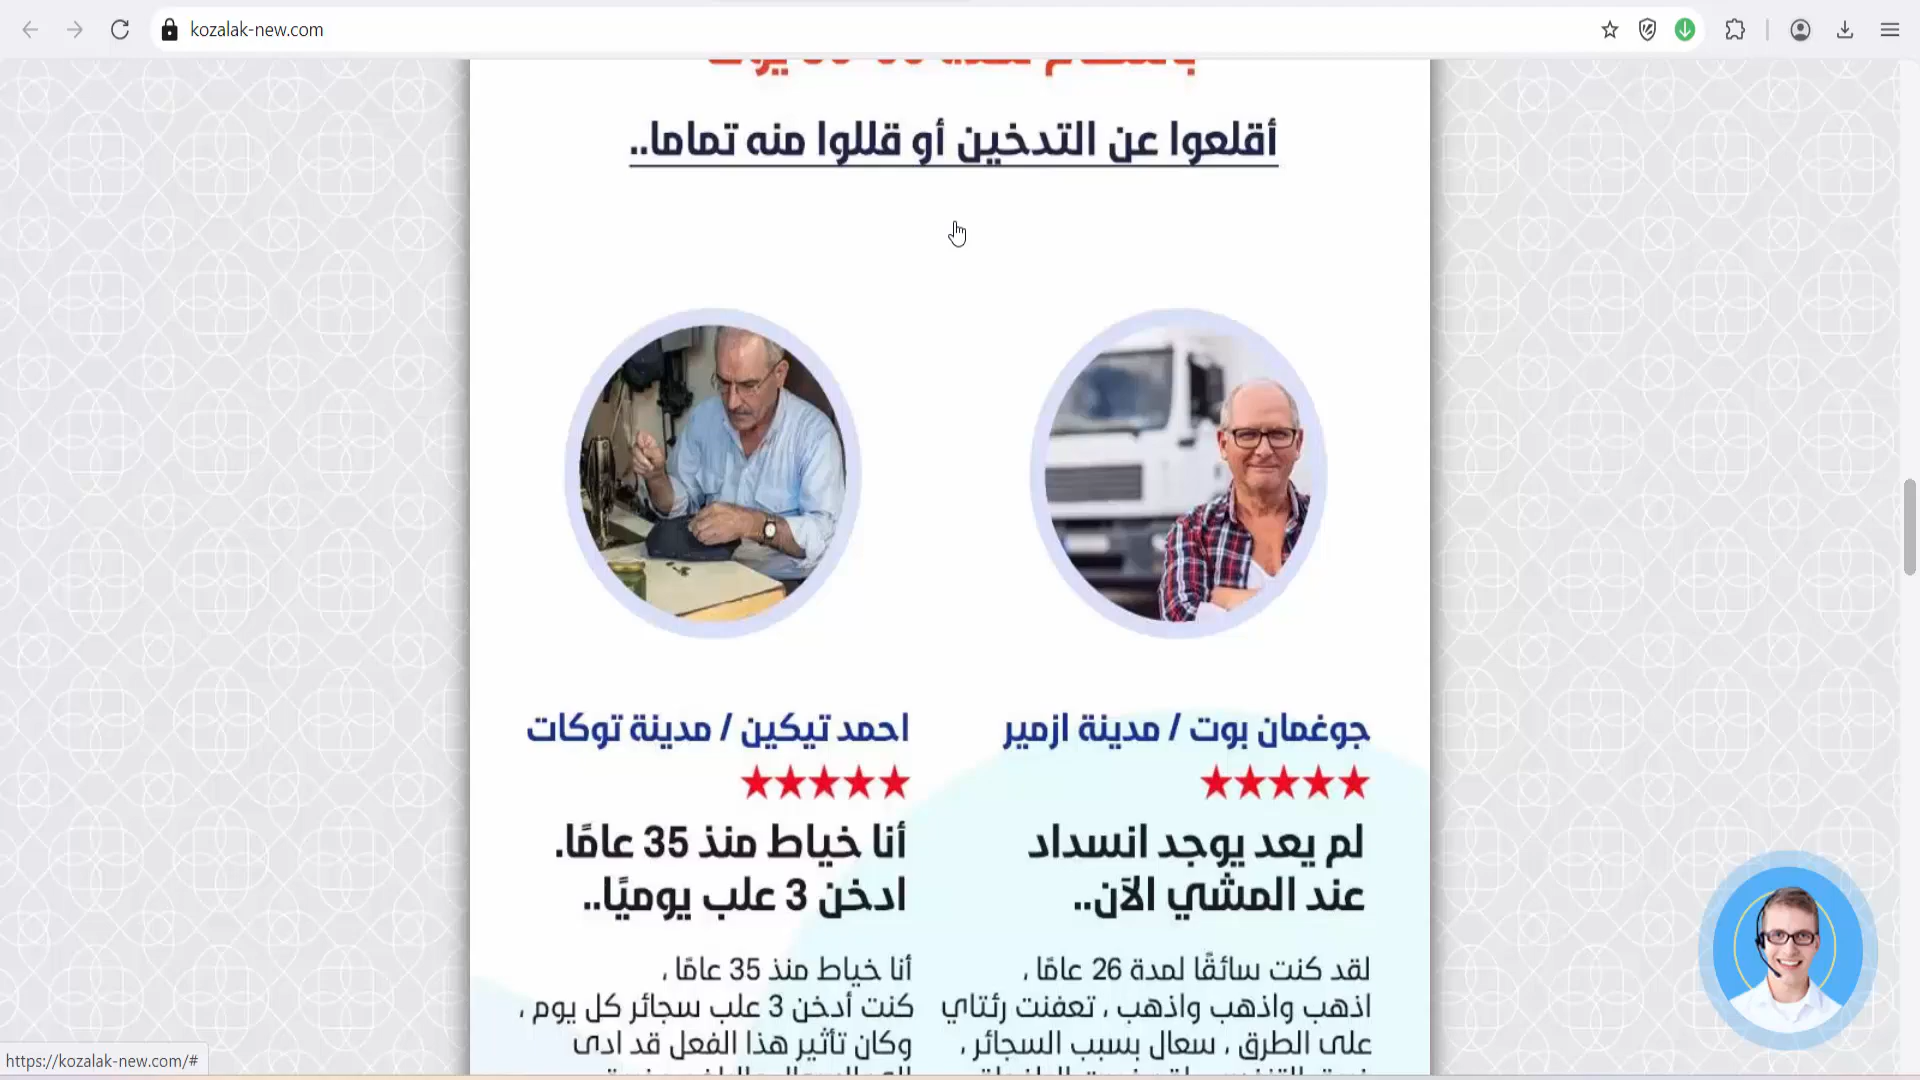 kozalak-new.com
أقلعوا عن التدخين أو قللوا منه تماما..
جوغمان بوت / مدينة ازمير
لم يعد يوجد انسداد
عند المشي الآن..
لقد كنت سائقًا لمدة 26 عامًا ،
اذهب واذهب واذهب ، تعفنت رئتاي
على الطرق ، سعال بسبب السجائر ،
احمد تيكين / مدينة توكات
أنا خياط منذ 35 عامًا.
ادخن 3 علب يوميًا..
أنا خياط منذ 35 عامًا ،
كنت أدخن 3 علب سجائر كل يوم ،
وكان تأثير هذا الفعل قد ادى
https://kozalak-new.com/#